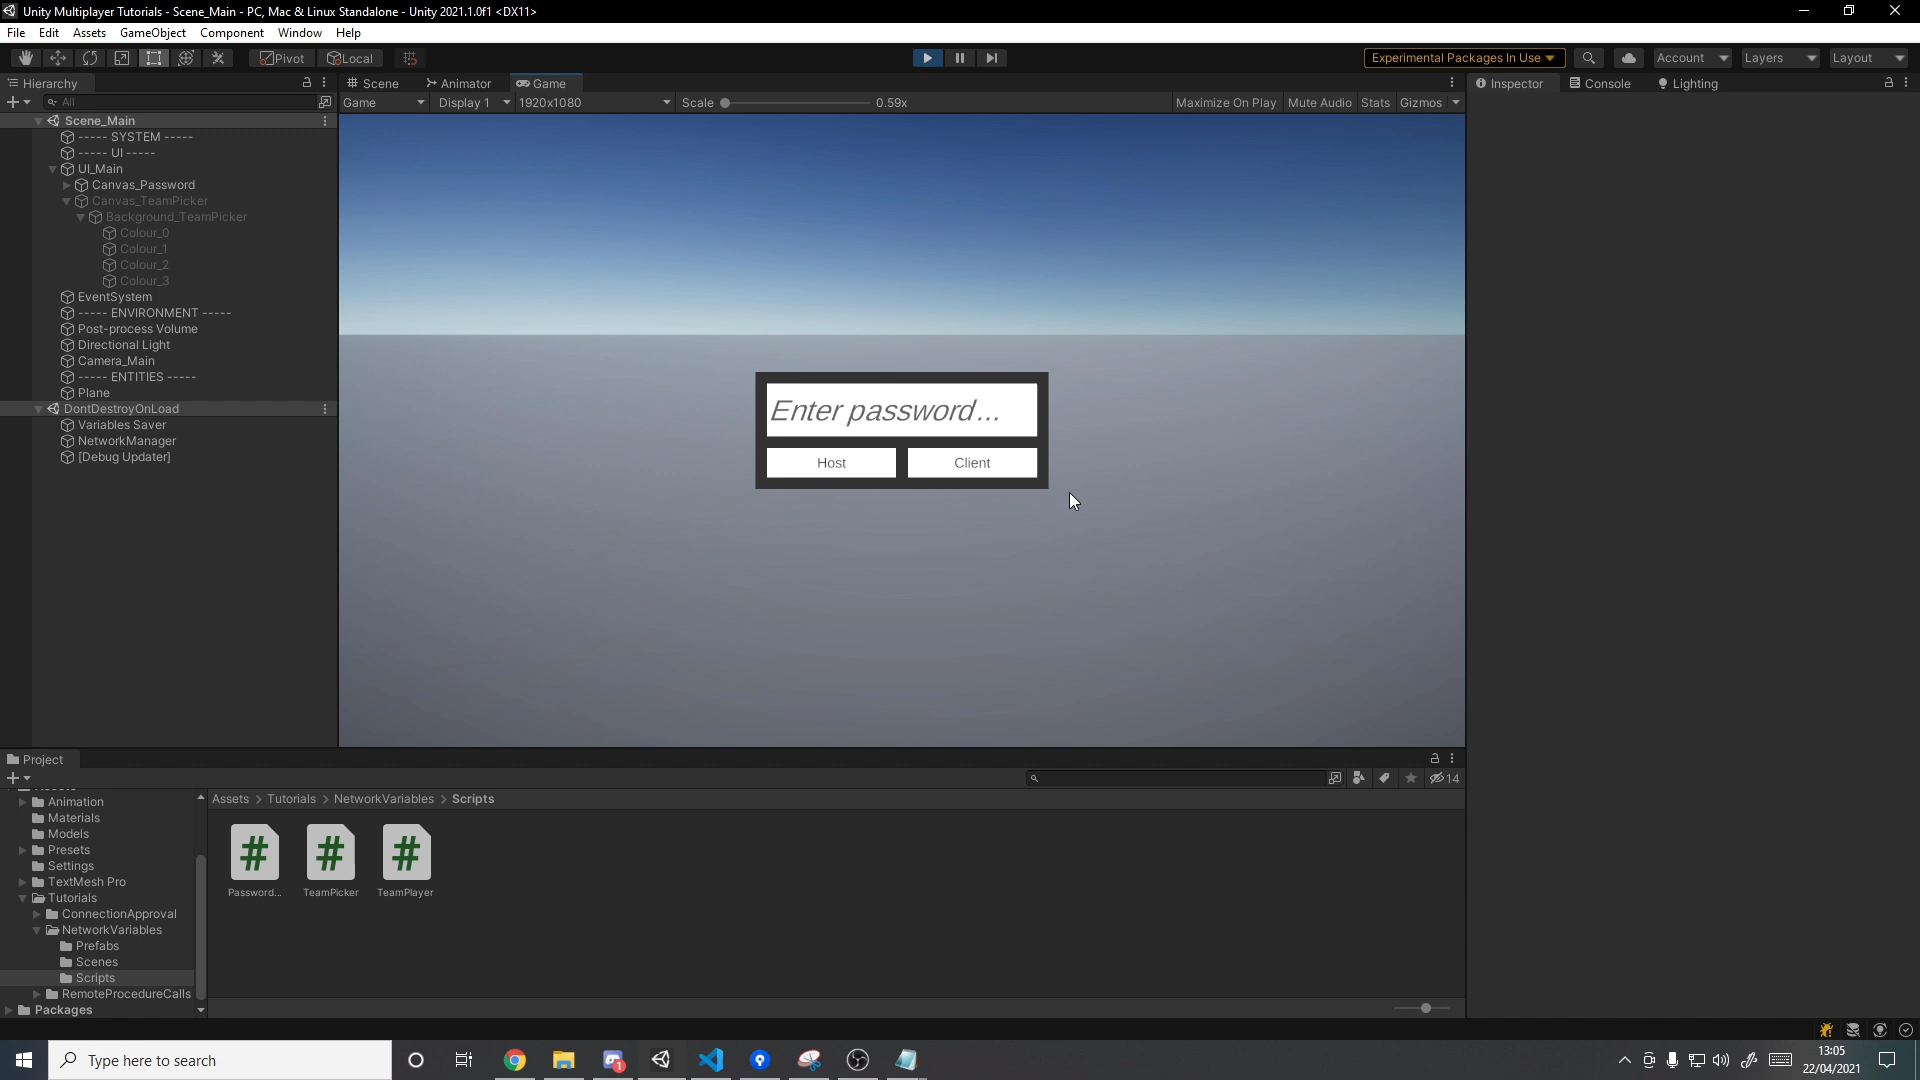 Unity Multiplayer Tutorials - Scene_Main - PC, Mac & Linux Standalone - Unity 2021.1.0f1 <DX11>
File Edit Assets GameObject Component Window Help
Pivot Local Experimental Packages In Use Account Layers Layout
Hierarchy Scene Animator Game Inspector Console Lighting
All Game Display 1 1920x1080 Scale 0.59x Maximize On Play Mute Audio Stats Gizmos
Scene_Main
----- SYSTEM -----
----- UI -----
UI_Main
Canvas_Password
Canvas_TeamPicker
Background_TeamPicker
Colour_0
Colour_1
Colour_2
Colour_3
EventSystem
----- ENVIRONMENT -----
Post-process Volume
Directional Light
Camera_Main
----- ENTITIES -----
Plane
DontDestroyOnLoad
Variables Saver
NetworkManager
[Debug Updater]
Enter password...
Host Client
Project
14
Assets
Animation
Materials
Models
Presets
Settings
TextMesh Pro
Tutorials
ConnectionApproval
NetworkVariables
Prefabs
Scenes
Scripts
RemoteProcedureCalls
Packages
Assets > Tutorials > NetworkVariables > Scripts
# # #
Password... TeamPicker TeamPlayer
Type here to search
1
13:05
22/04/2021